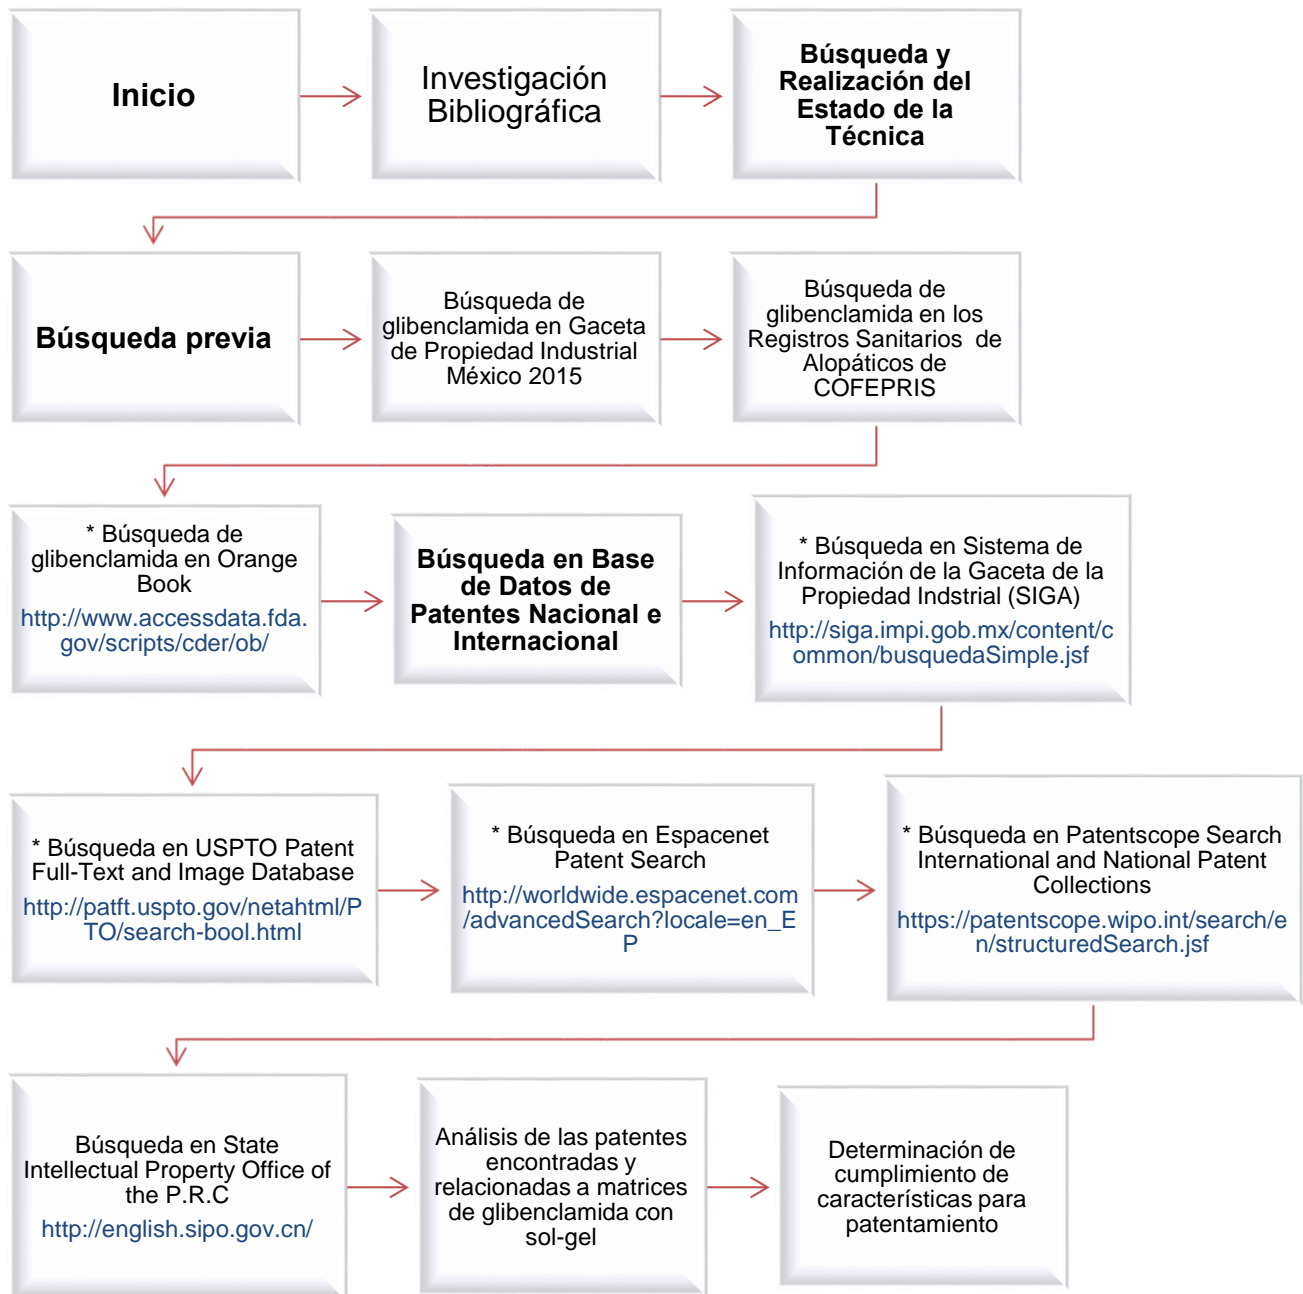 Inicio
Investigación
Bibliográfica
Búsqueda y
Realización del
Estado de la
Técnica
Búsqueda previa
Búsqueda de
glibenclamida en Gaceta
de Propiedad Industrial
México 2015
Búsqueda de
glibenclamida en los
Registros Sanitarios de
Alopáticos de
COFEPRIS
* Búsqueda de
glibenclamida en Orange
Book
http://www.accessdata.fda.
gov/scripts/cder/ob/
Búsqueda en Base
de Datos de
Patentes Nacional e
Internacional
* Búsqueda en Sistema de
Información de la Gaceta de la
Propiedad Indstrial (SIGA)
http://siga.impi.gob.mx/content/c
ommon/busquedaSimple.jsf
* Búsqueda en USPTO Patent
Full-Text and Image Database
http://patft.uspto.gov/netahtml/P
TO/search-bool.html
* Búsqueda en Espacenet
Patent Search
http://worldwide.espacenet.com
/advancedSearch?locale=en_E
P
* Búsqueda en Patentscope Search
International and National Patent
Collections
https://patentscope.wipo.int/search/e
n/structuredSearch.jsf
Búsqueda en State
Intellectual Property Office of
the P.R.C
http://english.sipo.gov.cn/
Análisis de las patentes
encontradas y
relacionadas a matrices
de glibenclamida con
sol-gel
Determinación de
cumplimiento de
características para
patentamiento